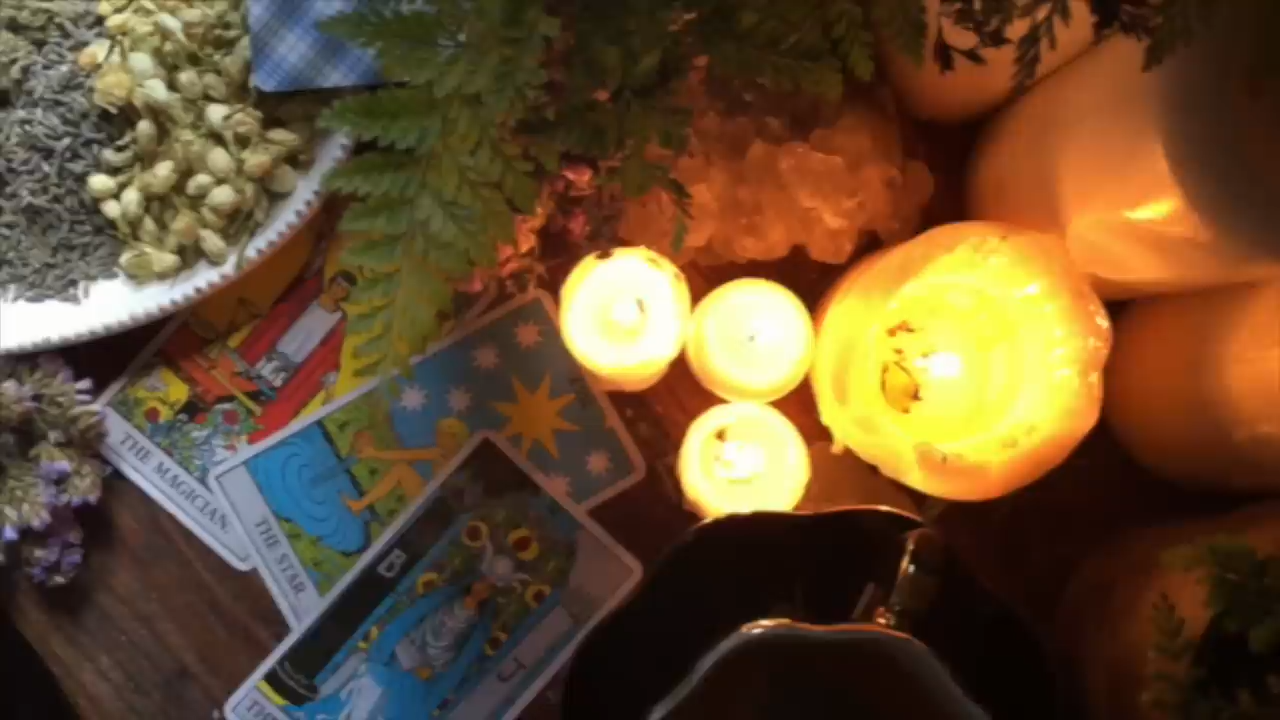 THE MAGICIAN.
THE STAR.
B
J